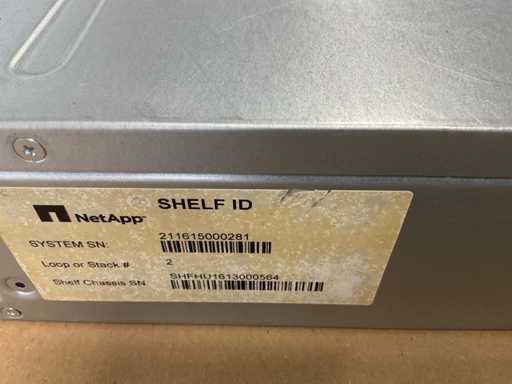 NetApp
SHELF ID
SYSTEM SN: 211615000281
Loop or Stack # 2
Shelf Chassis SN SHFHU1613000564